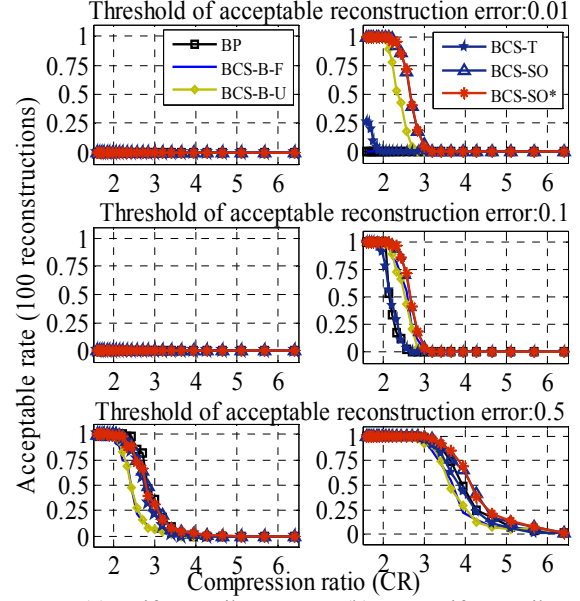 Threshold of acceptable reconstruction error:0.01
1
0.75
0.5
0.25
0
BP
BCS-B-F
BCS-B-U
2 3 4 5 6
1
0.75
0.5
0.25
0
BCS-T
BCS-SO
BCS-SO*
2 3 4 5 6
Threshold of acceptable reconstruction error:0.1
1
0.75
0.5
0.25
0
2 3 4 5 6
1
0.75
0.5
0.25
0
2 3 4 5 6
Threshold of acceptable reconstruction error:0.5
1
0.75
0.5
0.25
0
2 3 4 5 6
1
0.75
0.5
0.25
0
2 3 4 5 6
Acceptable rate (100 reconstructions)
Compression ratio (CR)